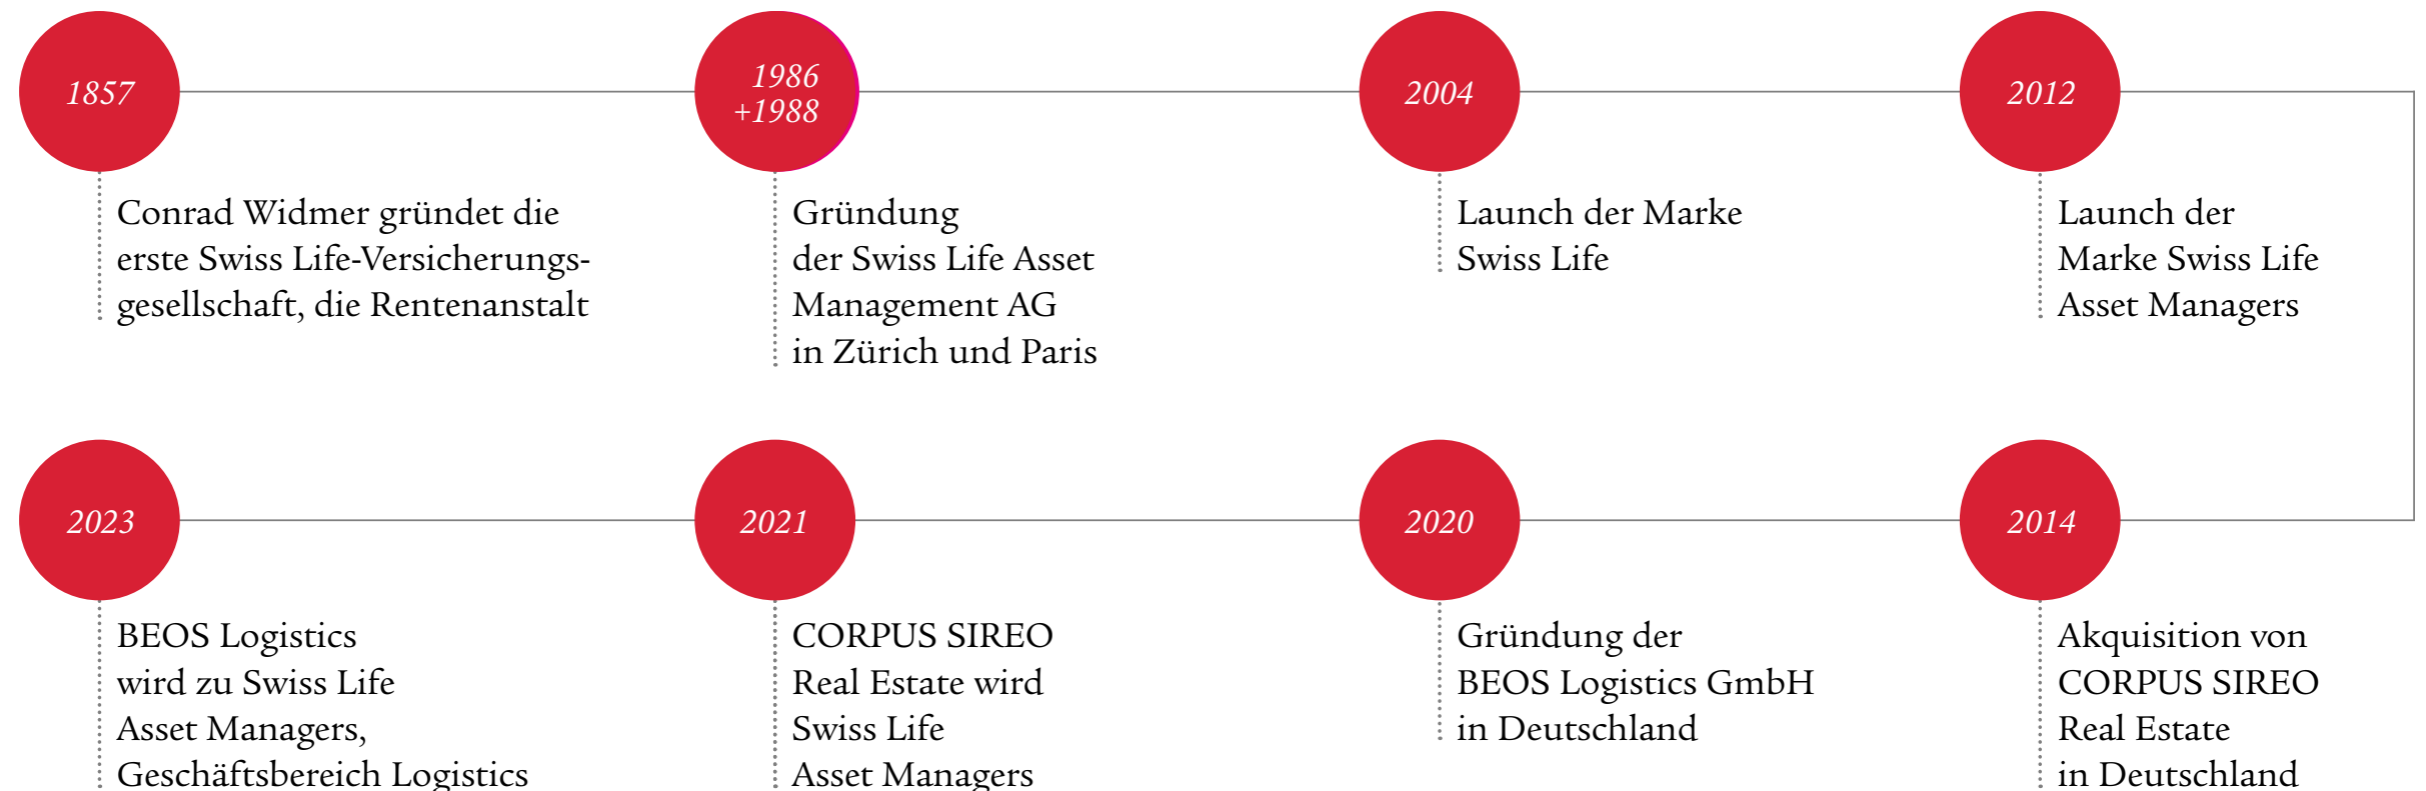 1857
Conrad Widmer gründet die
erste Swiss Life-Versicherungs-
gesellschaft, die Rentenanstalt
1986
+1988
Gründung
der Swiss Life Asset
Management AG
in Zürich und Paris
2004
Launch der Marke
Swiss Life
2012
Launch der
Marke Swiss Life
Asset Managers
2014
Akquisition von
CORPUS SIREO
Real Estate
in Deutschland
2020
Gründung der
BEOS Logistics GmbH
in Deutschland
2021
CORPUS SIREO
Real Estate wird
Swiss Life
Asset Managers
2023
BEOS Logistics
wird zu Swiss Life
Asset Managers,
Geschäftsbereich Logistics